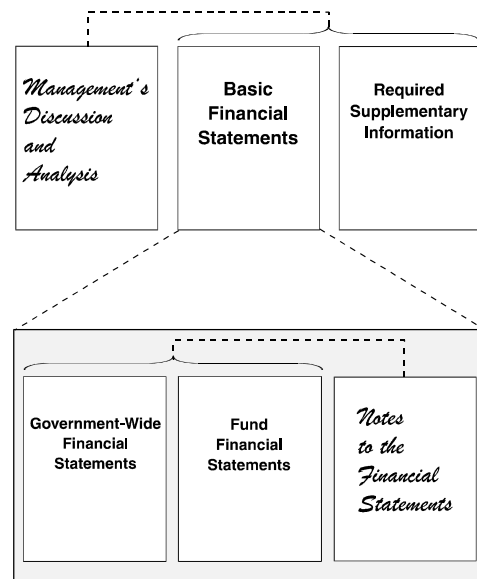 Management's
Discussion
and
Analysis
Basic
Financial
Statements
Required
Supplementary
Information
Government-Wide
Financial
Statements
Fund
Financial
Statements
Notes
to the
Financial
Statements